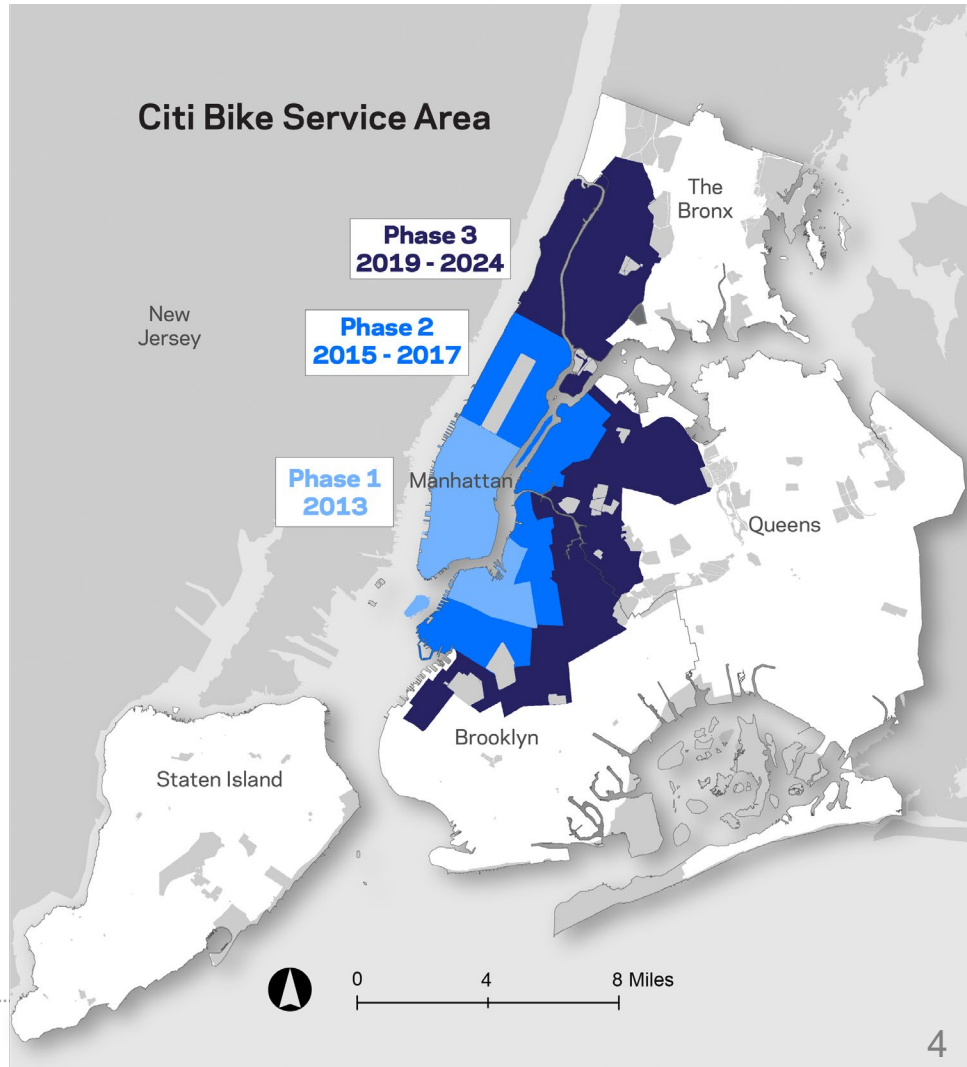 Citi Bike Service Area
The
Bronx
Phase 3
2019 - 2024
New
Jersey
Phase 2
2015 - 2017
Phase 1
2013
Manhattan
Queens
Brooklyn
Staten Island
0 4 8 Miles
4